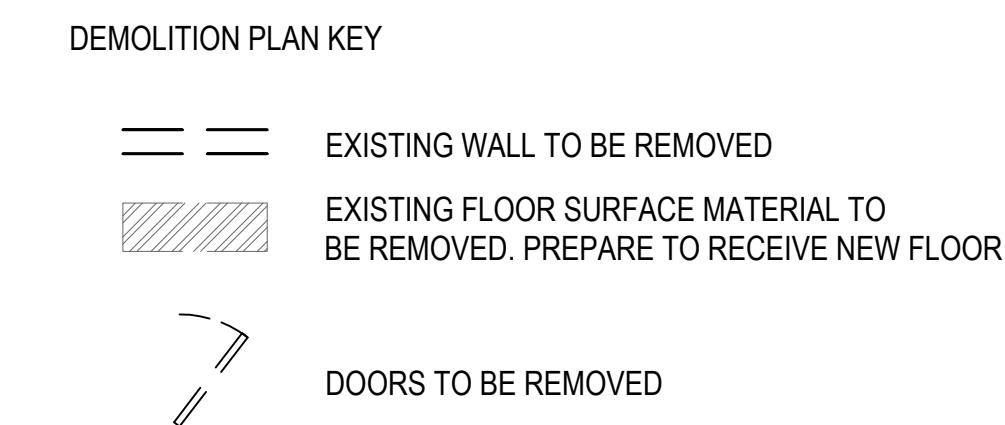 DEMOLITION PLAN KEY
EXISTING WALL TO BE REMOVED
EXISTING FLOOR SURFACE MATERIAL TO
BE REMOVED. PREPARE TO RECEIVE NEW FLOOR
DOORS TO BE REMOVED